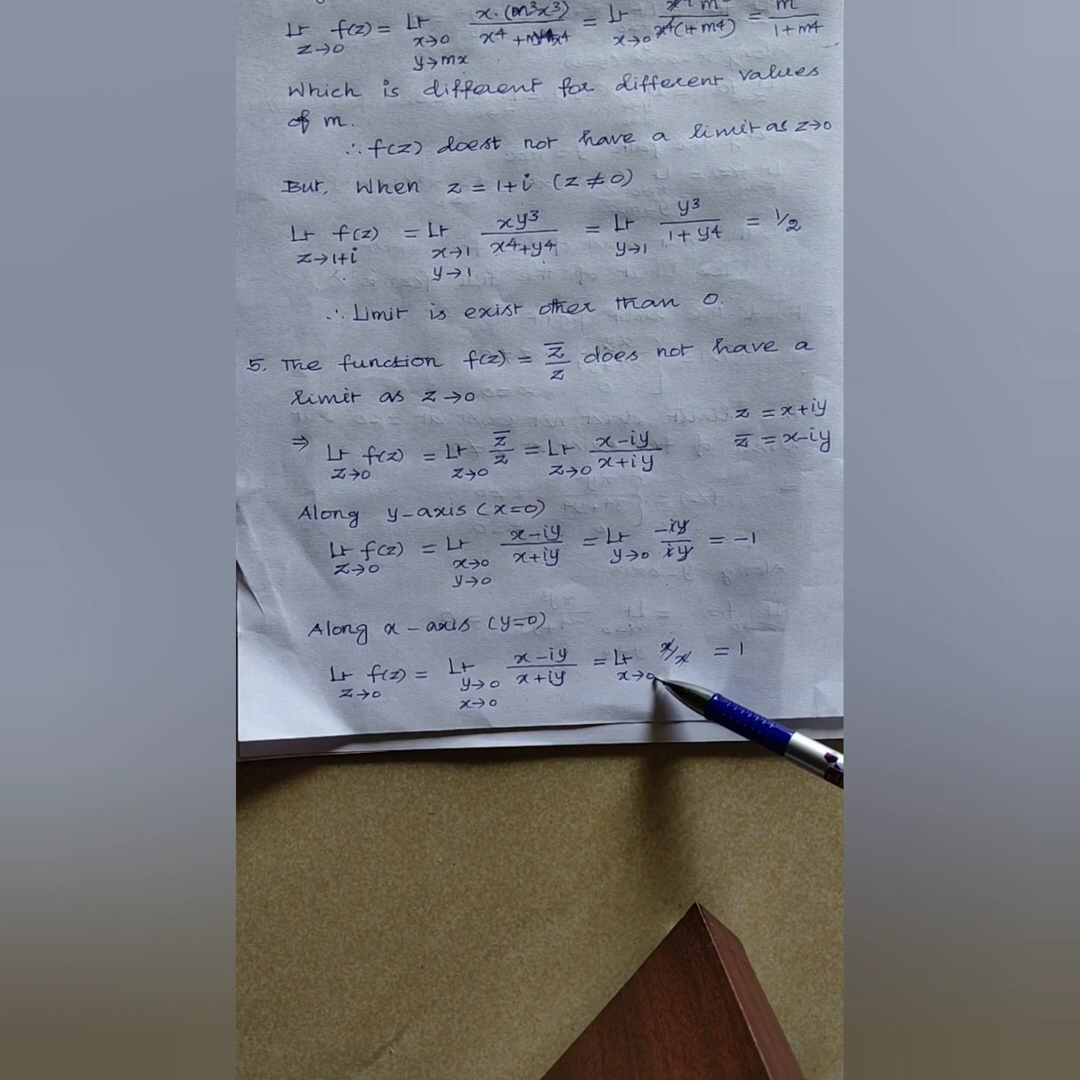 Lt f(z) = Lt x.(m³x³) / x⁴ + m⁴x⁴ = Lt / x⁴(1+m⁴) = m / 1+m⁴
z→0 x→0 x→0
y→mx
which is different for different values
of m.
∴ f(z) doest not have a limit as z→0
But, when z = 1+i (z≠0)
Lt f(z) = Lt xy³ / x⁴+y⁴ = Lt y³ / 1+y⁴ = 1/2
z→1+i x→1 y→1
y→1
∴ Limit is exist other than 0.
5. The function f(z) = z̅/z does not have a
limit as z→0
z = x+iy
z̅ = x-iy
⇒ Lt f(z) = Lt z̅/z = Lt x-iy / x+iy
z→0 z→0 z→0
Along y-axis (x=0)
Lt f(z) = Lt x-iy / x+iy = Lt -iy / iy = -1
z→0 x→0 y→0
y→0
Along x-axis (y=0)
Lt f(z) = Lt x-iy / x+iy = Lt x/x = 1
z→0 y→0 x→0
x→0